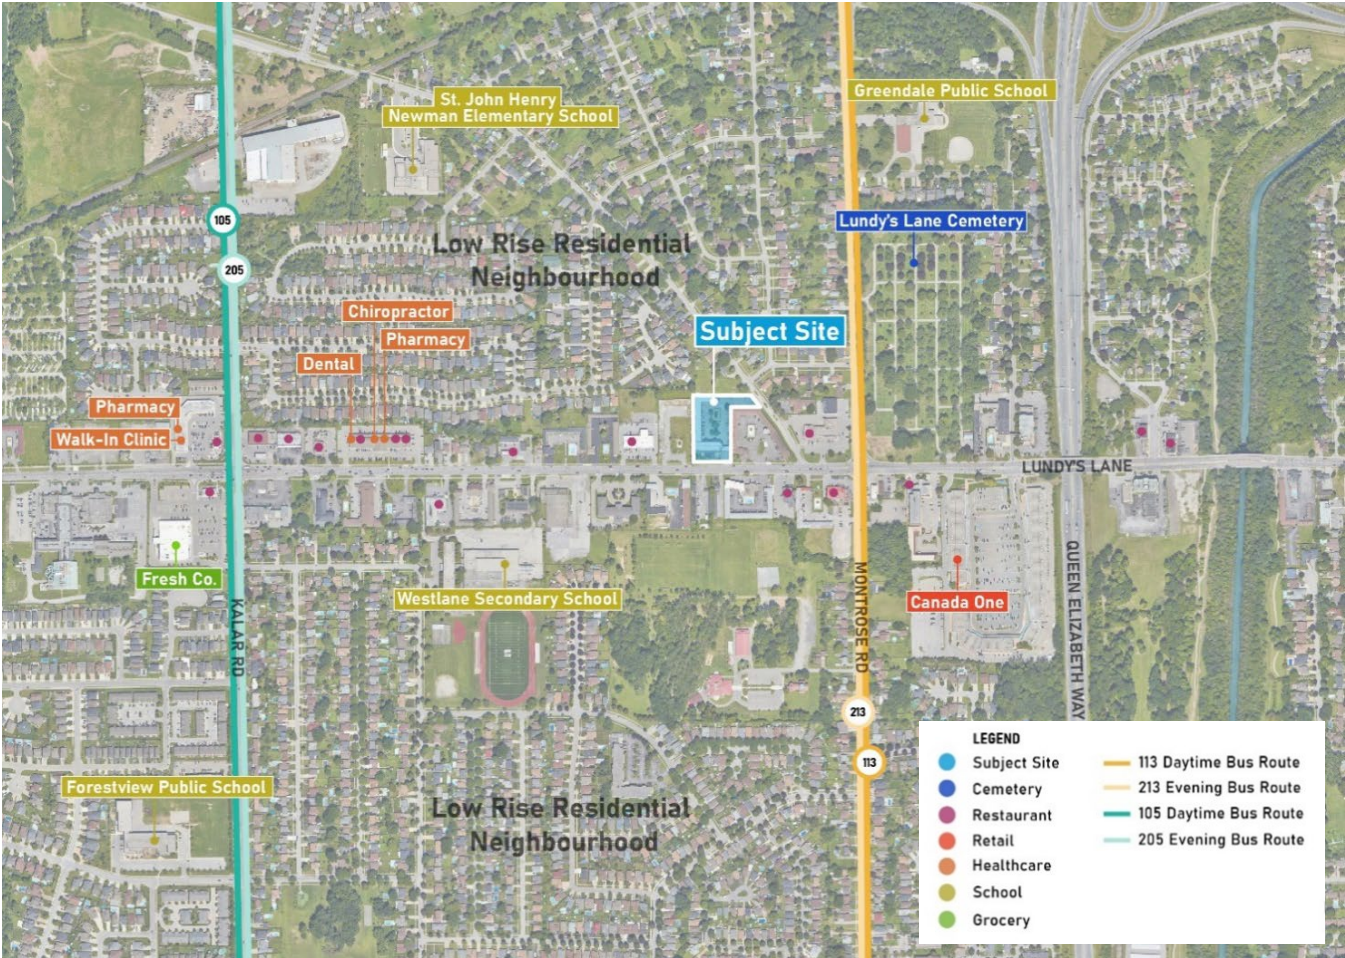 Greendale Public School
St. John Henry
Newman Elementary School
105
Lundy's Lane Cemetery
Low Rise Residential
Neighbourhood
205
Chiropractor
Subject Site
Pharmacy
Dental
Pharmacy
Walk-In Clinic
LUNDY'S LANE
Fresh Co.
Westlane Secondary School
Canada One
KALAR RD
MONTROSE RD
QUEEN ELIZABETH WAY
213
113
Forestview Public School
Low Rise Residential
Neighbourhood
LEGEND
Subject Site
Cemetery
Restaurant
Retail
Healthcare
School
Grocery
113 Daytime Bus Route
213 Evening Bus Route
105 Daytime Bus Route
205 Evening Bus Route